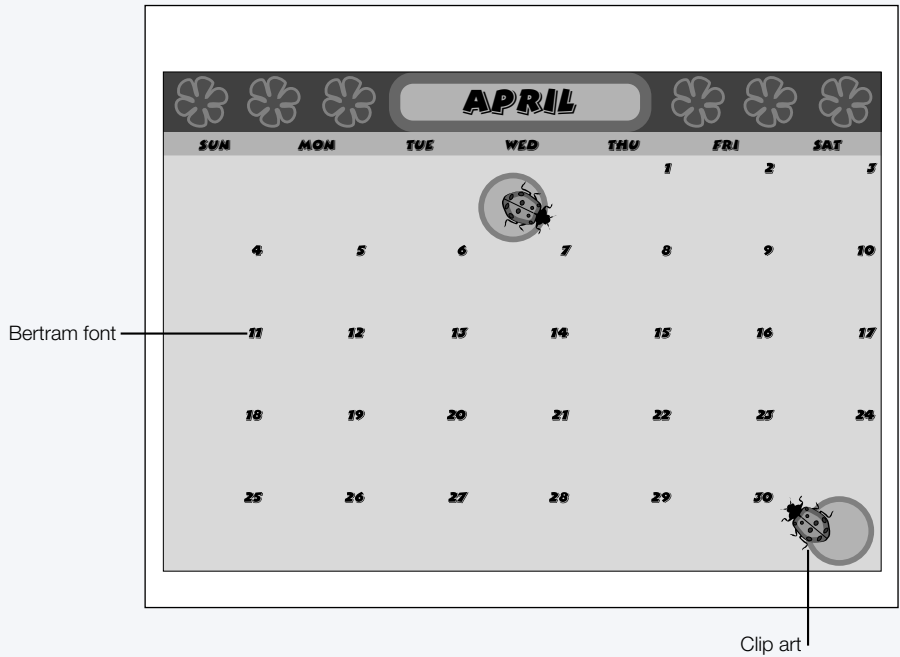 APRIL
SUN MON TUE WED THU FRI SAT
1 2 3
4 5 6 7 8 9 10
Bertram font
11 12 13 14 15 16 17
18 19 20 21 22 23 24
25 26 27 28 29 30
Clip art